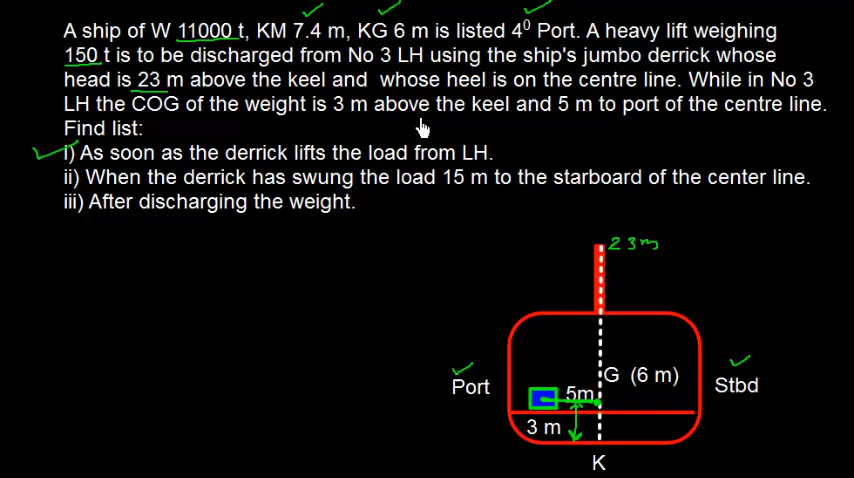 A ship of W 11000 t, KM 7.4 m, KG 6 m is listed 4⁰ Port. A heavy lift weighing
150 t is to be discharged from No 3 LH using the ship's jumbo derrick whose
head is 23 m above the keel and whose heel is on the centre line. While in No 3
LH the COG of the weight is 3 m above the keel and 5 m to port of the centre line.
Find list:
i) As soon as the derrick lifts the load from LH.
ii) When the derrick has swung the load 15 m to the starboard of the center line.
iii) After discharging the weight.
23m
G (6 m)
Port
Stbd
5m
3 m
K